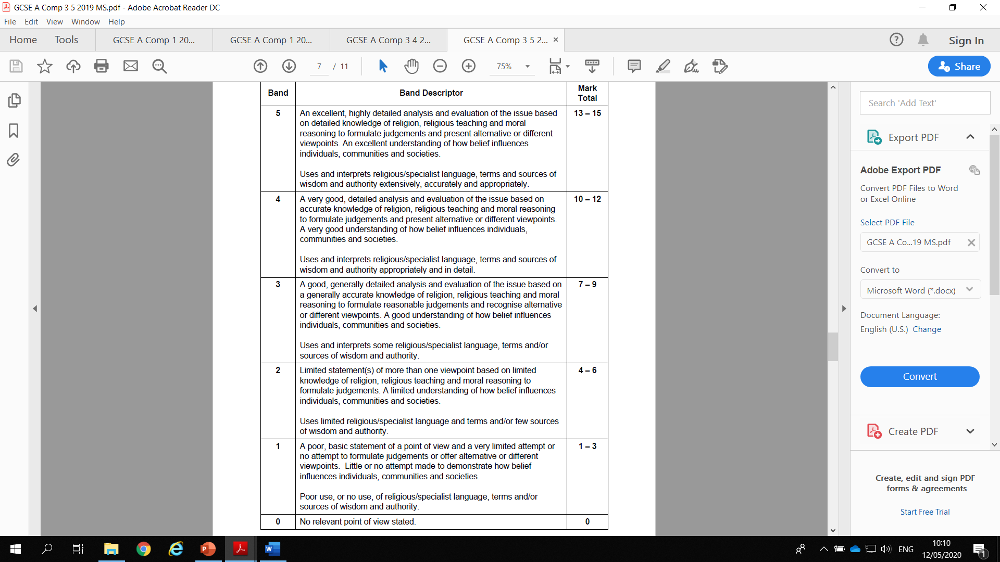 GCSE A Comp 3 5 2019 MS.pdf - Adobe Acrobat Reader DC
File Edit View Window Help
Home Tools GCSE A Comp 1 20... GCSE A Comp 1 20... GCSE A Comp 3 4 2... GCSE A Comp 3 5 2... × Sign In
7 / 11 75% Share
Band Band Descriptor Mark
Total
5 An excellent, highly detailed analysis and evaluation of the issue based 13 – 15
on detailed knowledge of religion, religious teaching and moral
reasoning to formulate judgements and present alternative or different
viewpoints. An excellent understanding of how belief influences
individuals, communities and societies.
Uses and interprets religious/specialist language, terms and sources of
wisdom and authority extensively, accurately and appropriately.
4 A very good, detailed analysis and evaluation of the issue based on 10 – 12
accurate knowledge of religion, religious teaching and moral reasoning
to formulate judgements and present alternative or different viewpoints.
A very good understanding of how belief influences individuals,
communities and societies.
Uses and interprets religious/specialist language, terms and sources of
wisdom and authority appropriately and in detail.
3 A good, generally detailed analysis and evaluation of the issue based on 7 – 9
a generally accurate knowledge of religion, religious teaching and moral
reasoning to formulate reasonable judgements and recognise alternative
or different viewpoints. A good understanding of how belief influences
individuals, communities and societies.
Uses and interprets some religious/specialist language, terms and/or
sources of wisdom and authority.
2 Limited statement(s) of more than one viewpoint based on limited 4 – 6
knowledge of religion, religious teaching and moral reasoning to
formulate judgements. A limited understanding of how belief influences
individuals, communities and societies.
Uses limited religious/specialist language and terms and/or few sources
of wisdom and authority.
1 A poor, basic statement of a point of view and a very limited attempt or 1 – 3
no attempt to formulate judgements or offer alternative or different
viewpoints. Little or no attempt made to demonstrate how belief
influences individuals, communities and societies.
Poor use, or no use, of religious/specialist language, terms and/or
sources of wisdom and authority.
0 No relevant point of view stated. 0
Search 'Add Text'
Export PDF
Adobe Export PDF
Convert PDF Files to Word
or Excel Online
Select PDF File
GCSE A Co...19 MS.pdf
Convert to
Microsoft Word (*.docx)
Document Language:
English (U.S.) Change
Convert
Create PDF
Create, edit and sign PDF
forms & agreements
Start Free Trial
ENG
10:10
12/05/2020
1